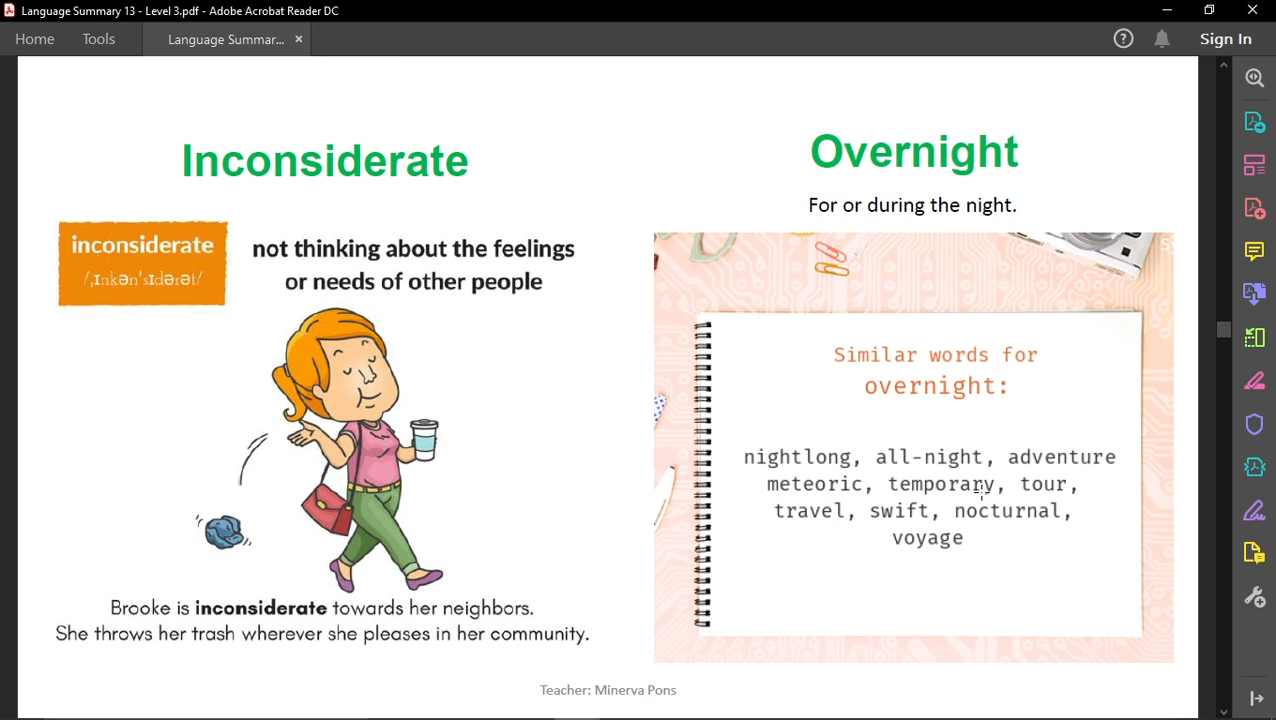 Language Summary 13 - Level 3.pdf - Adobe Acrobat Reader DC
Home Tools Language Summar... × ? Sign In
Inconsiderate
inconsiderate
/ˌɪnkənˈsɪdərət/
not thinking about the feelings
or needs of other people
Brooke is inconsiderate towards her neighbors.
She throws her trash wherever she pleases in her community.
Overnight
For or during the night.
Similar words for
overnight:
nightlong, all-night, adventure
meteoric, temporary, tour,
travel, swift, nocturnal,
voyage
Teacher: Minerva Pons